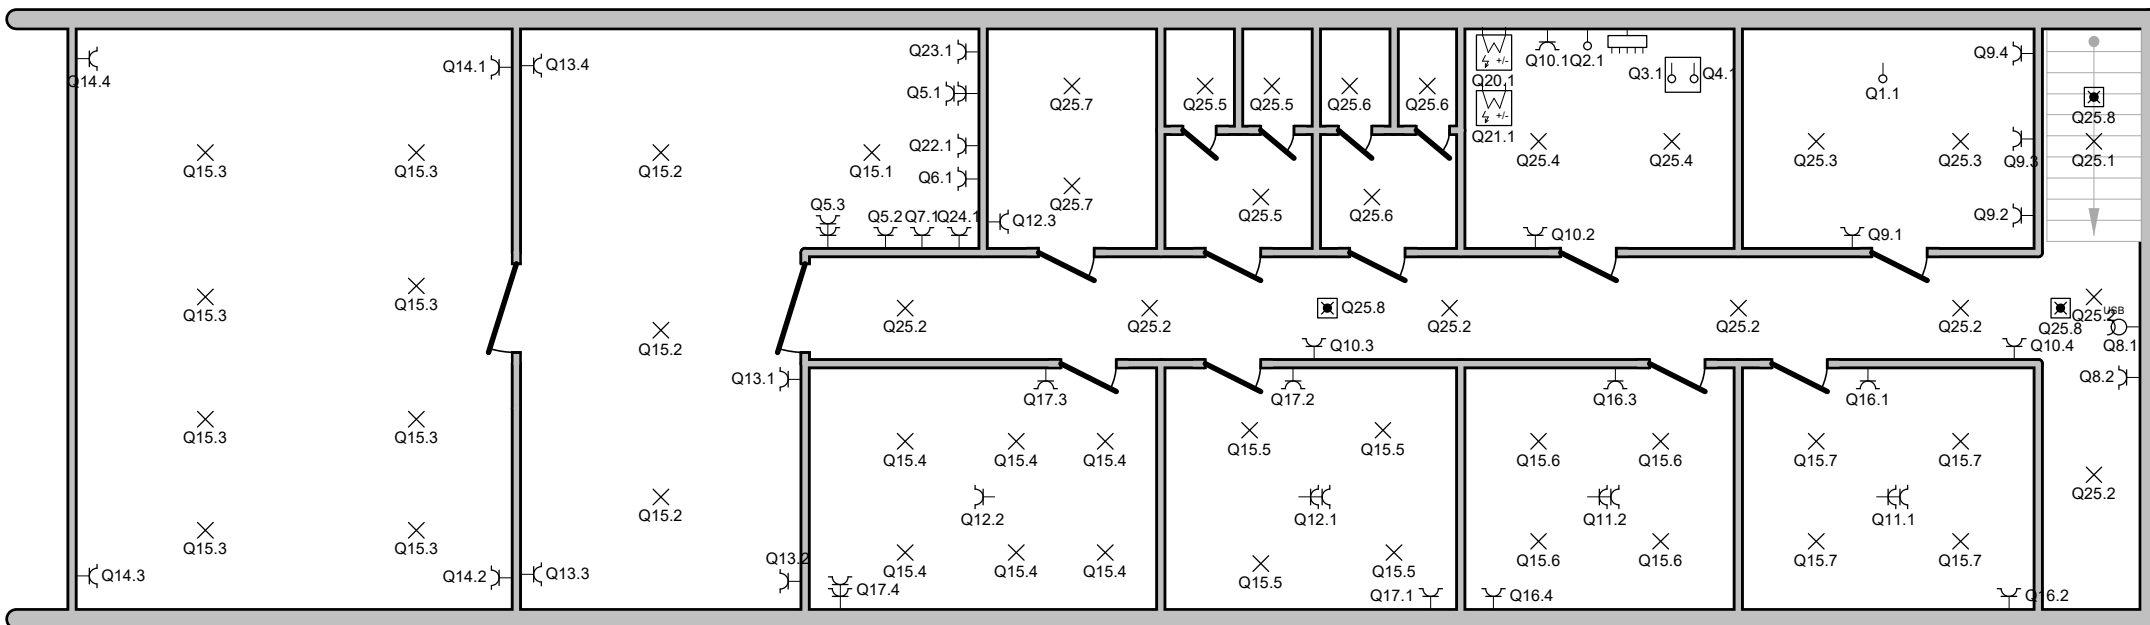 Q23.1
Q9.4
Q14.1
Q13.4
Q10.1
Q2.1
Q3.1
Q4.1
Q14.4
Q20.1
Q5.1
Q25.7
Q25.5
Q25.5
Q25.6
Q25.6
Q1.1
Q25.8
Q21.1
Q22.1
Q25.4
Q25.4
Q25.3
Q25.3
Q9.3
Q25.1
Q15.3
Q15.3
Q15.2
Q15.1
Q6.1
Q25.7
Q25.5
Q25.6
Q5.3
Q5.2
Q7.1
Q24.1
Q12.3
Q9.2
Q10.2
Q9.1
Q15.3
Q15.3
Q25.2
Q25.2
Q25.8
Q25.2
Q25.2
Q25.2
Q25.2
USB
Q25.8
Q8.1
Q15.2
Q10.3
Q10.4
Q13.1
Q8.2
Q17.3
Q17.2
Q16.3
Q16.1
Q15.3
Q15.3
Q15.4
Q15.4
Q15.4
Q15.5
Q15.5
Q15.6
Q15.6
Q15.7
Q15.7
Q25.2
Q15.2
Q12.2
Q12.1
Q11.2
Q11.1
Q15.3
Q15.3
Q13.2
Q15.4
Q15.4
Q15.4
Q15.5
Q15.5
Q15.6
Q15.6
Q15.7
Q15.7
Q14.3
Q14.2
Q13.3
Q17.4
Q17.1
Q16.4
Q16.2
+/-
+/-